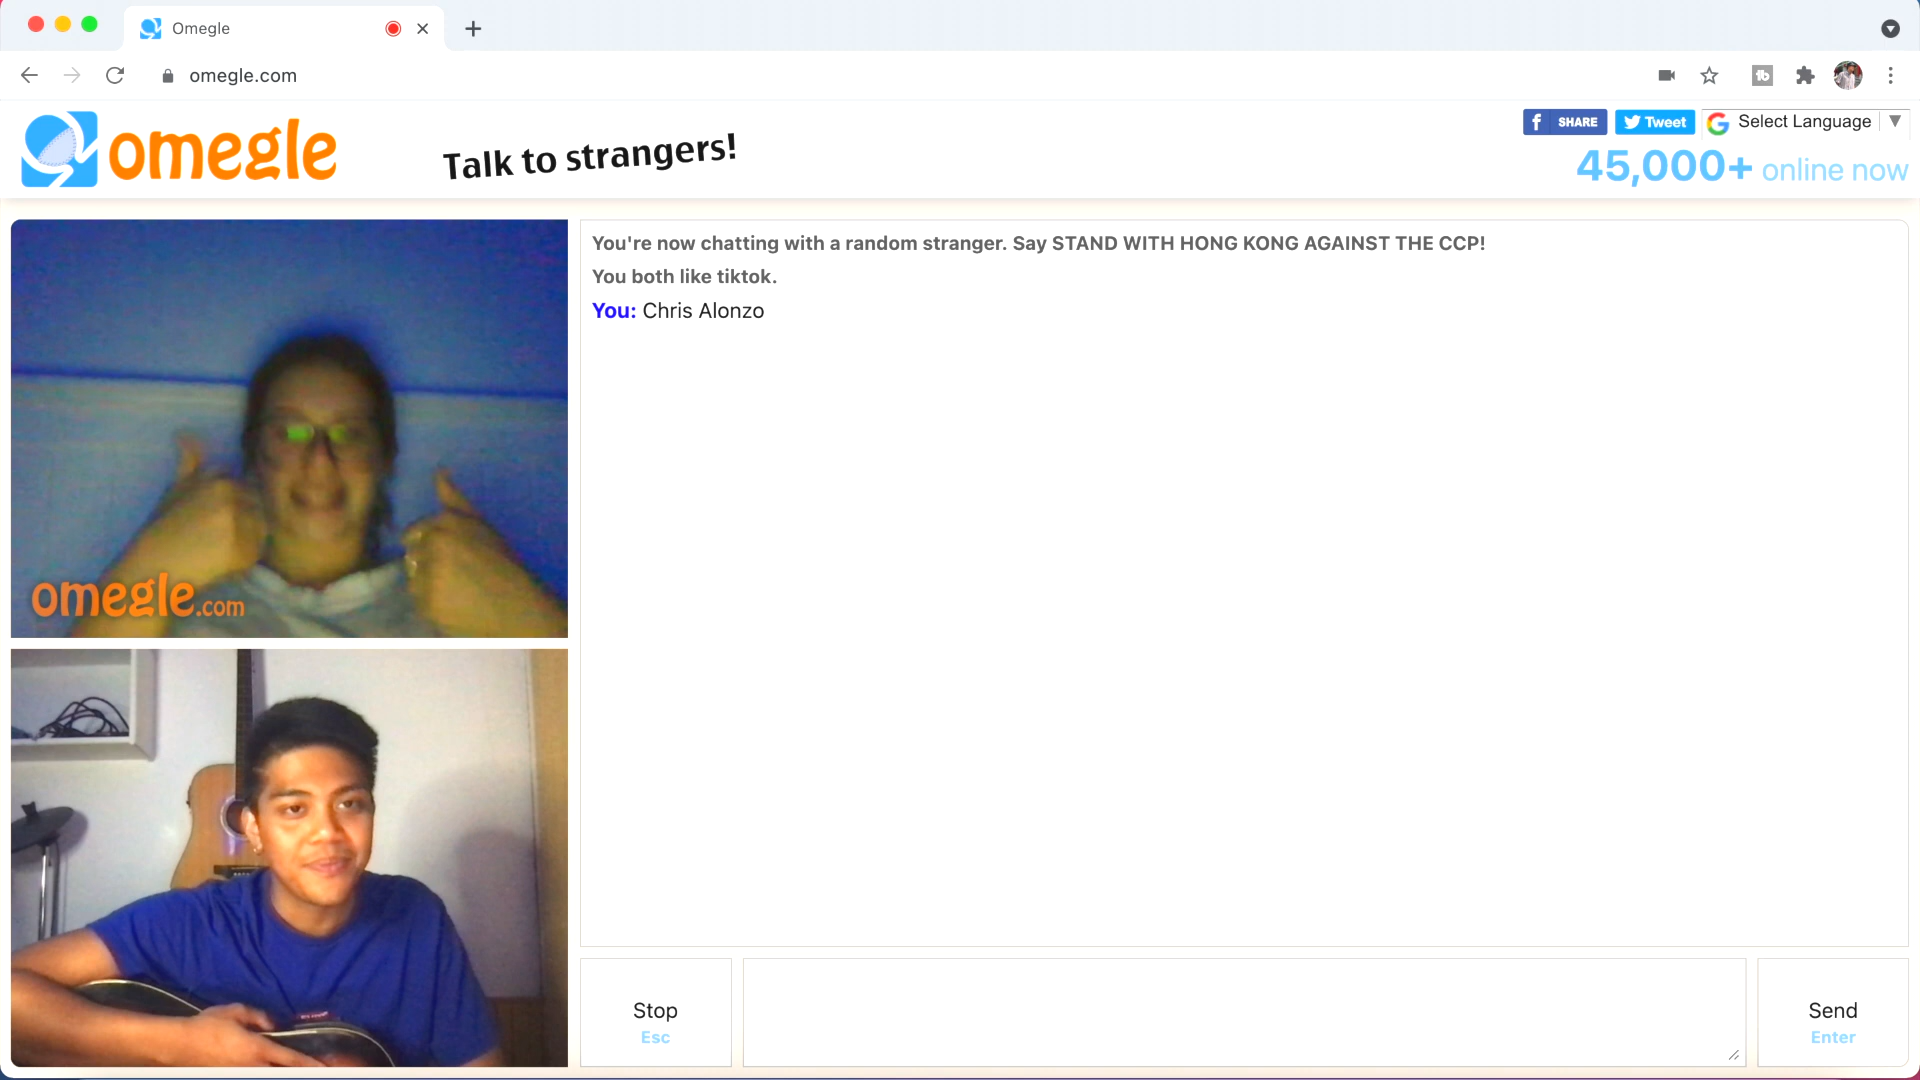 Omegle
omegle.com
omegle
Talk to strangers!
SHARE
Tweet
Select Language
45,000+ online now
You're now chatting with a random stranger. Say STAND WITH HONG KONG AGAINST THE CCP!
You both like tiktok.
You: Chris Alonzo
omegle.com
Stop
Esc
Send
Enter